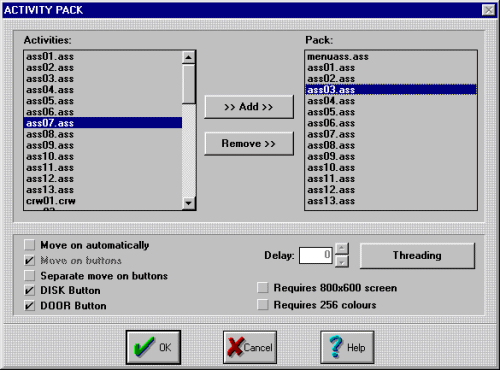 ACTIVITY PACK
Activities:
ass01.ass
ass02.ass
ass03.ass
ass04.ass
ass05.ass
ass06.ass
ass07.ass
ass08.ass
ass09.ass
ass10.ass
ass11.ass
ass12.ass
ass13.ass
crw01.crw
>> Add >>
Remove >>
Pack:
menuass.ass
ass01.ass
ass02.ass
ass03.ass
ass04.ass
ass05.ass
ass06.ass
ass07.ass
ass08.ass
ass09.ass
ass10.ass
ass11.ass
ass12.ass
ass13.ass
Move on automatically
Move on buttons
Separate move on buttons
DISK Button
DOOR Button
Delay: 0
Threading
Requires 800x600 screen
Requires 256 colours
OK
Cancel
? Help